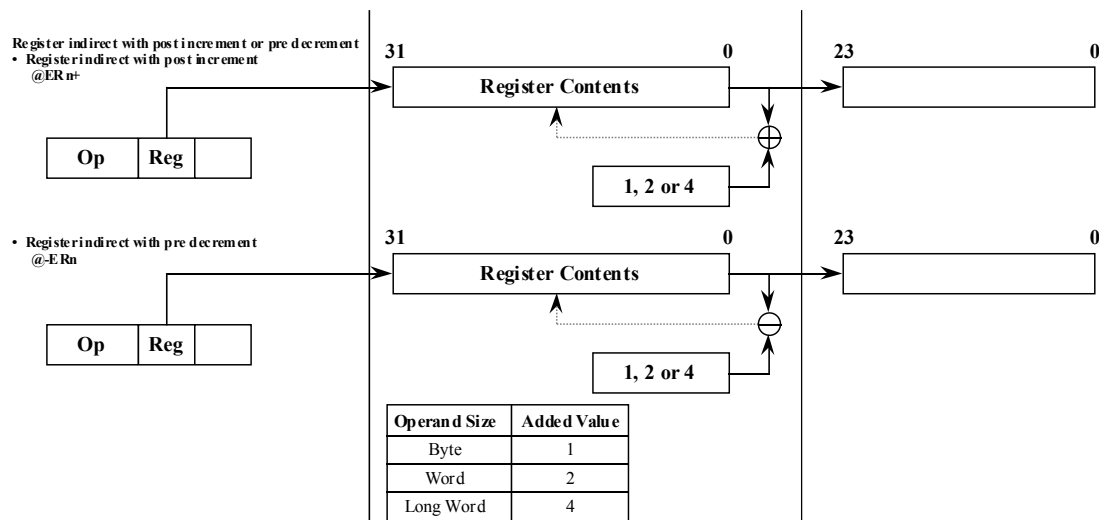 Register indirect with post increment or pre decrement
• Register indirect with post increment
@ERn+
31 0
23 0
Register Contents
Op Reg
1, 2 or 4
• Register indirect with pre decrement
@-ERn
31 0
23 0
Register Contents
Op Reg
1, 2 or 4
Operand Size Added Value
Byte 1
Word 2
Long Word 4